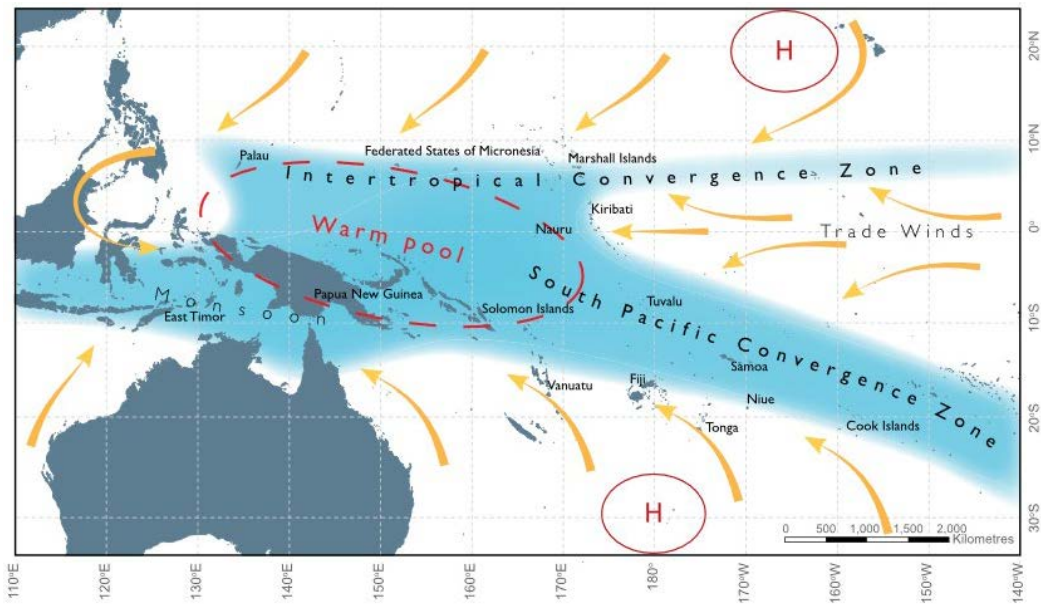 H
20°N
10°N
0°
10°S
20°S
30°S
Palau
Federated States of Micronesia
Marshall Islands
Intertropical Convergence Zone
Kiribati
Warm pool
Nauru
Trade Winds
Monsoon
East Timor
Papua New Guinea
Solomon Islands
South Pacific Convergence Zone
Tuvalu
Samoa
Vanuatu
Fiji
Niue
Tonga
Cook Islands
H
0 500 1,000 1,500 2,000
Kilometres
110°E
120°E
130°E
140°E
150°E
160°E
170°E
180°
170°W
160°W
150°W
140°W